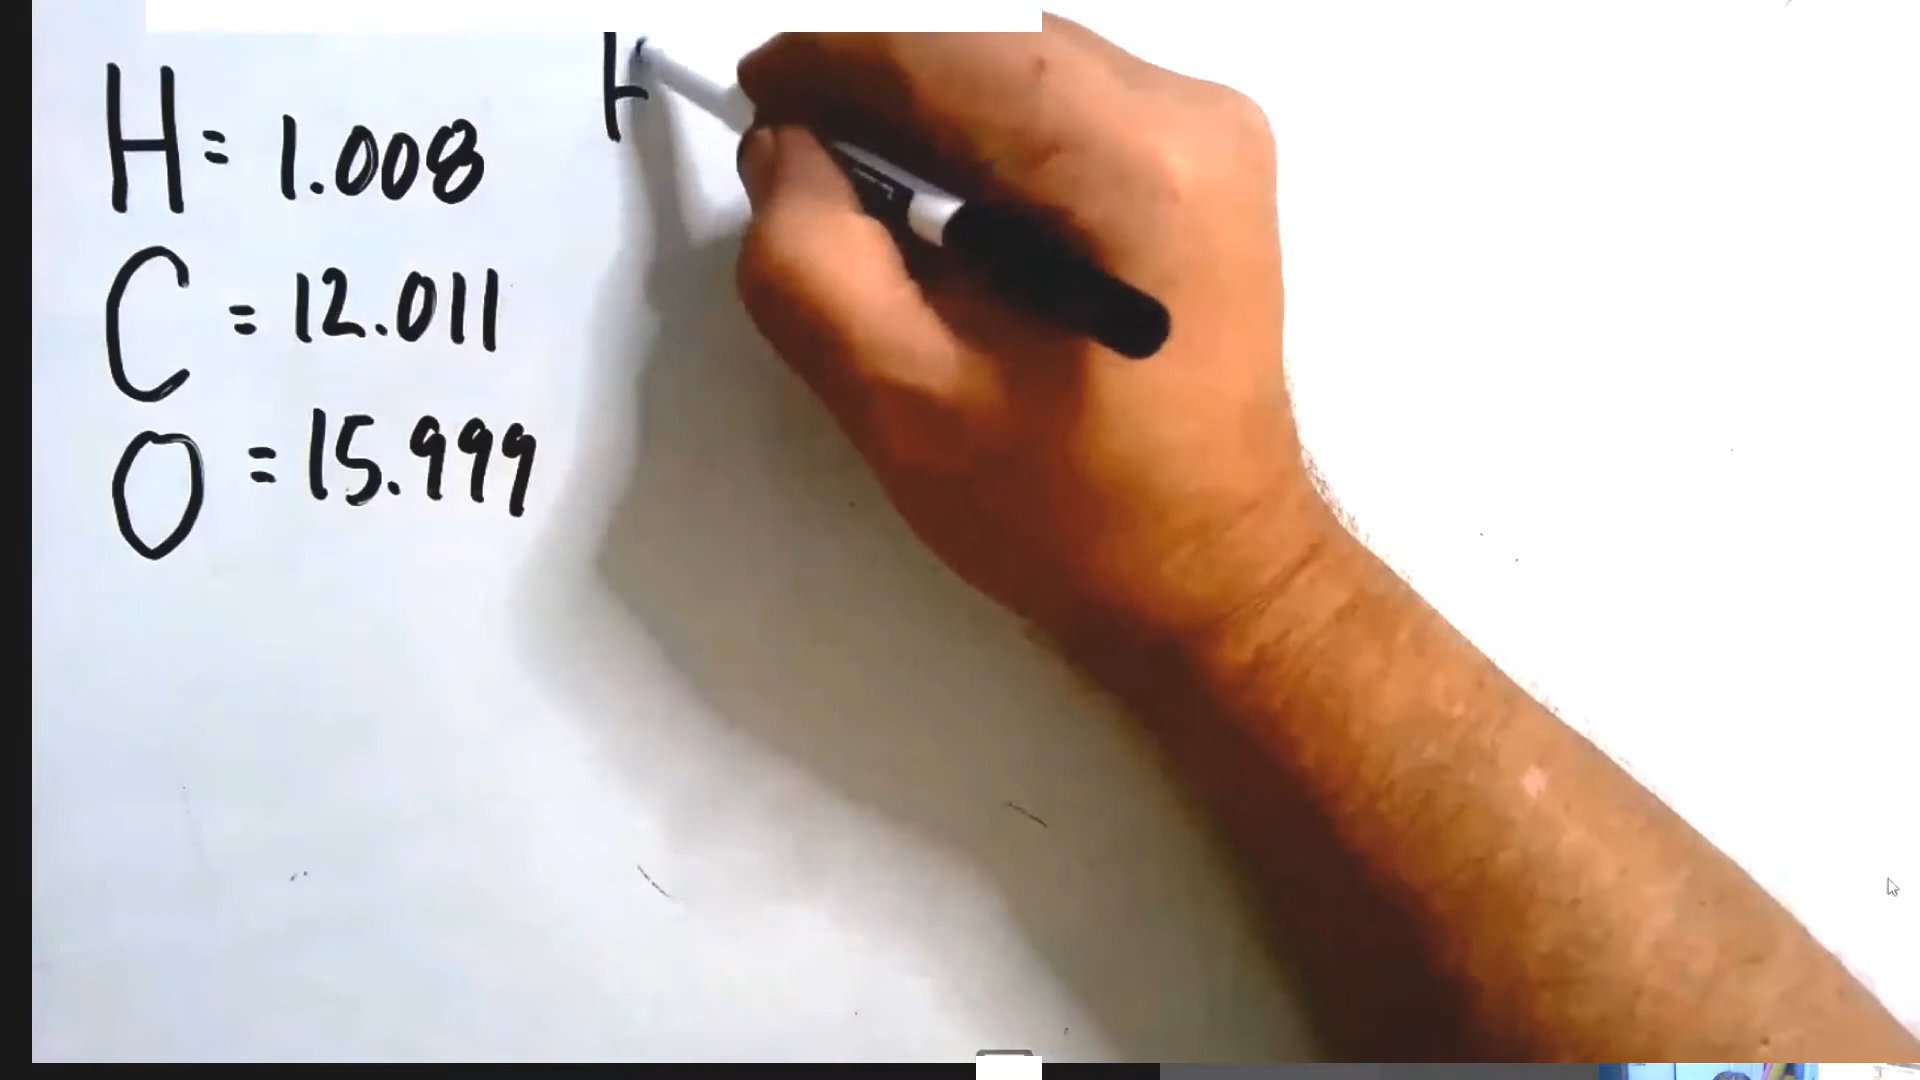 H = 1.008
C = 12.011
O = 15.999